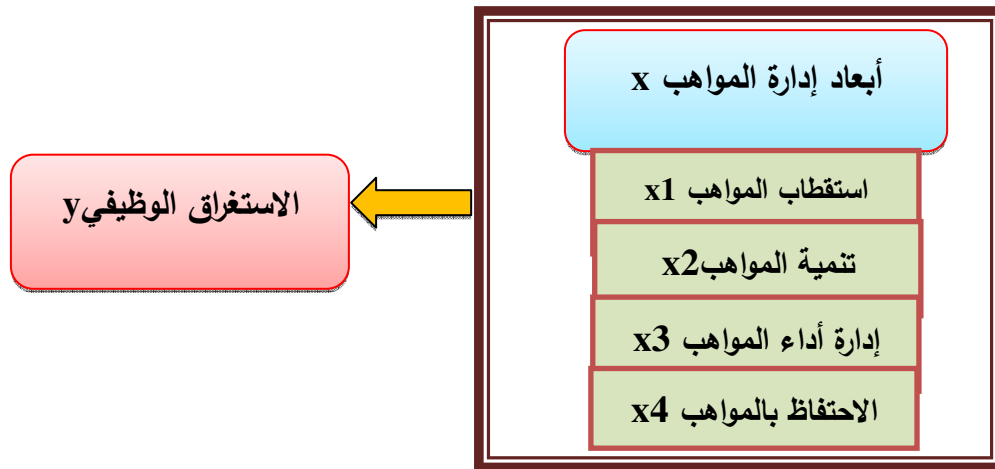 أبعاد إدارة المواهب x
استقطاب المواهب x1
تنمية المواهبx2
إدارة أداء المواهب x3
الاحتفاظ بالمواهب x4
الاستغراق الوظيفيy